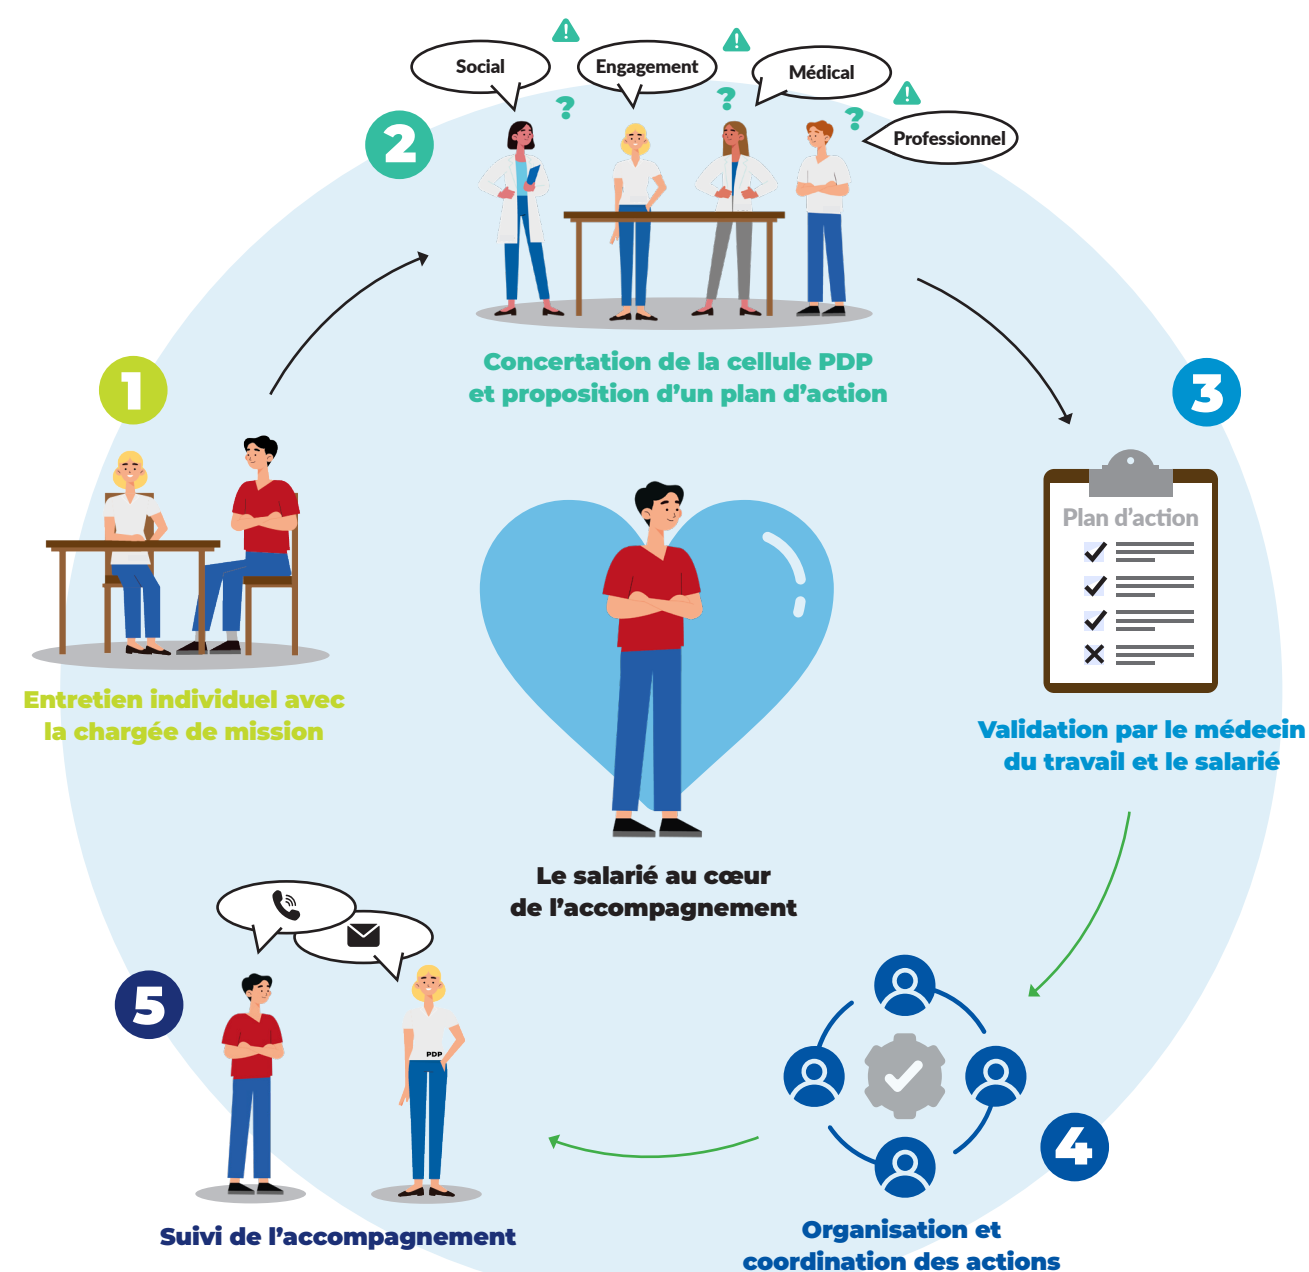 Social
Engagement
Médical
Professionnel
2
Concertation de la cellule PDP
et proposition d'un plan d'action
1
Entretien individuel avec
la chargée de mission
3
Plan d'action
Validation par le médecin
du travail et le salarié
Le salarié au cœur
de l'accompagnement
4
Organisation et
coordination des actions
5
PDP
Suivi de l'accompagnement